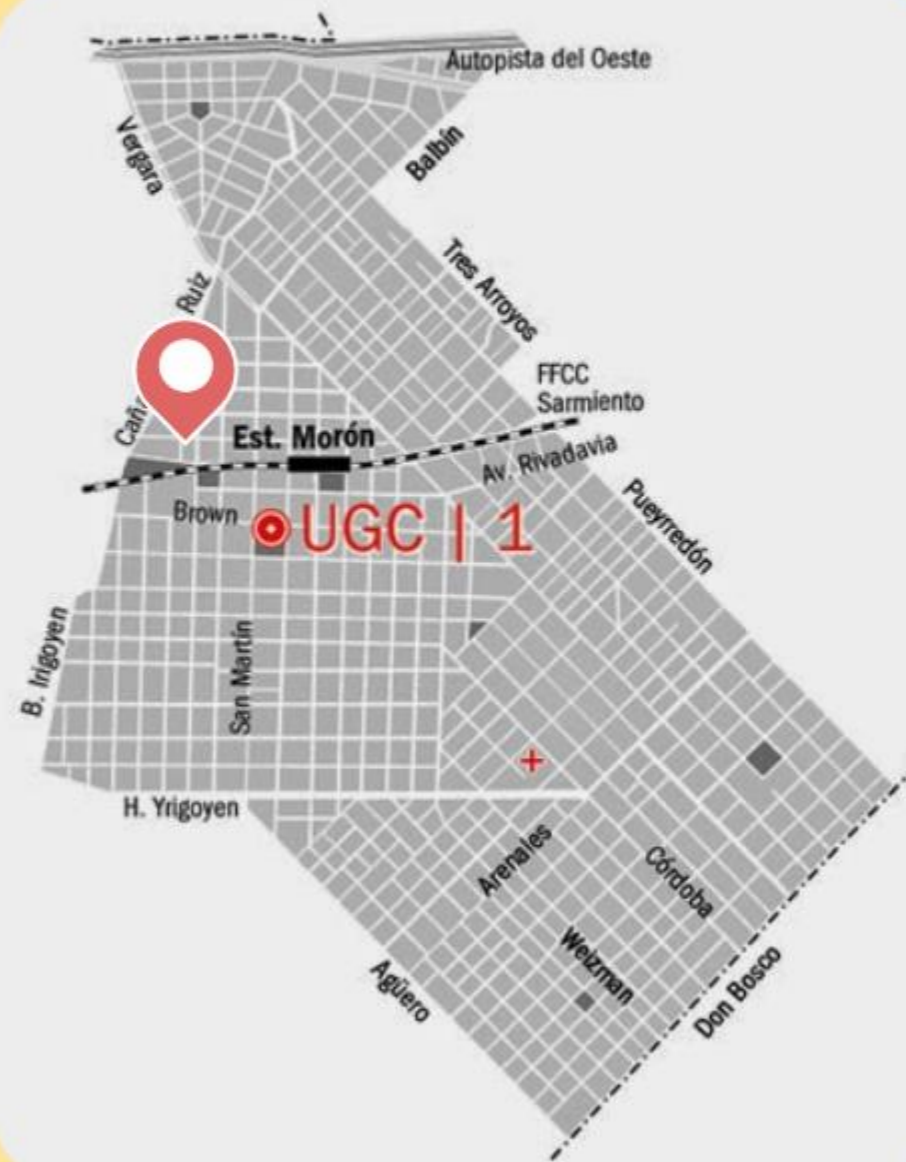 Autopista del Oeste
Vergara
Balbín
Tres Arroyos
Ruiz
FFCC
Sarmiento
Est. Morón
Av. Rivadavia
Pueyrredón
Brown
UGC | 1
B. Irigoyen
San Martín
H. Yrigoyen
Arenales
Córdoba
Weizman
Agüero
Don Bosco